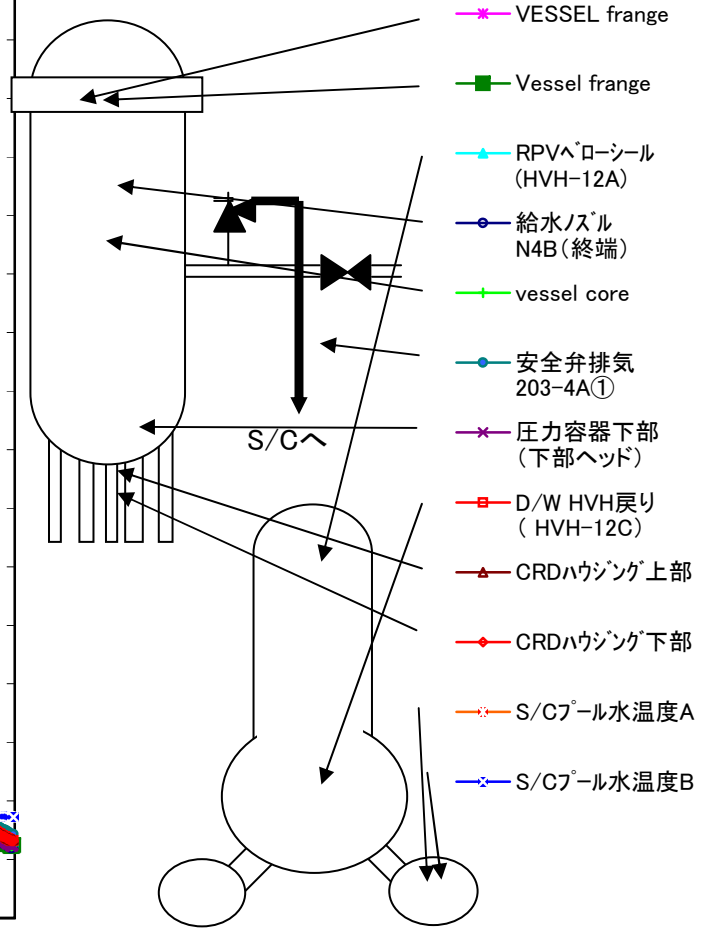 VESSEL frange
Vessel frange
RPVベローシール
(HVH-12A)
給水ノズル
N4B(終端)
vessel core
安全弁排気
203-4A①
圧力容器下部
(下部ヘッド)
D/W HVH戻り
( HVH-12C)
CRDハウジング上部
CRDハウジング下部
S/Cプール水温度A
S/Cプール水温度B
S/Cへ